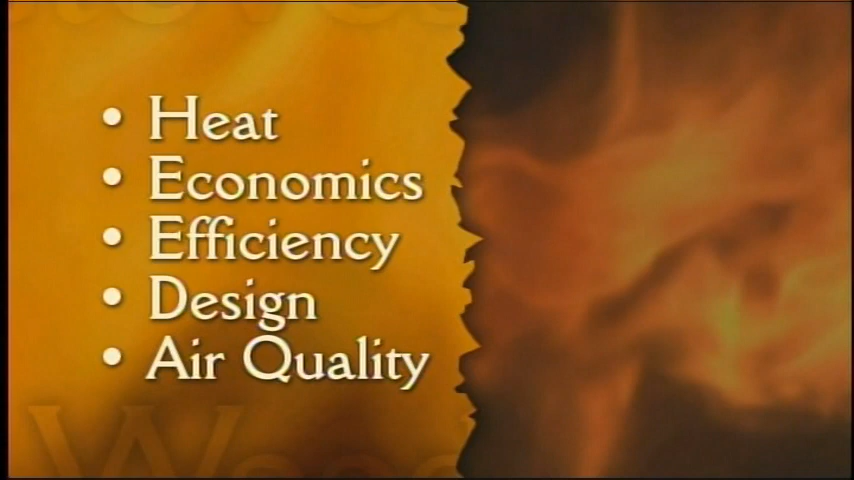 • Heat
• Economics
• Efficiency
• Design
• Air Quality